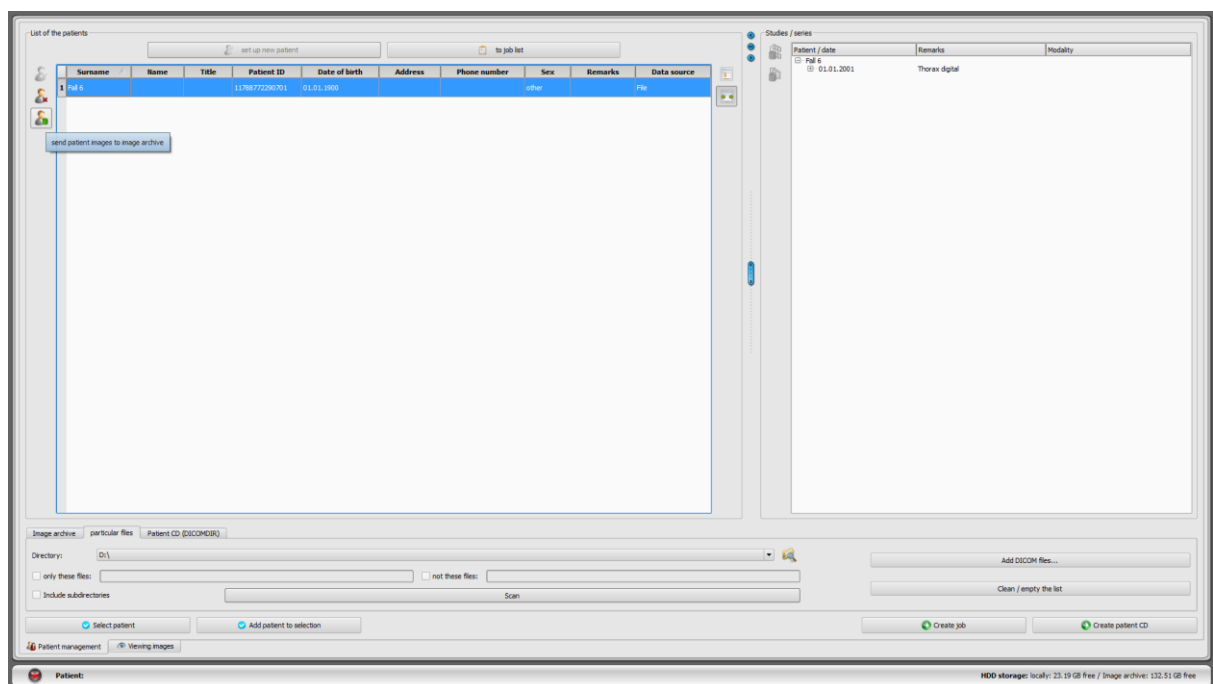 List of the patients
set up new patient
to job list
Surname Name Title Patient ID Date of birth Address Phone number Sex Remarks Data source
1 Fall 6 11788772290701 01.01.1900 other File
send patient images to image archive
Studies / series
Patient / date Remarks Modality
Fall 6
01.01.2001 Thorax digital
Image archive particular files Patient CD (DICOMDIR)
Directory: D:\
only these files: not these files:
Include subdirectories Scan
Add DICOM files...
Clean / empty the list
Select patient Add patient to selection Create job Create patient CD
Patient management Viewing images
Patient: HDD storage: locally: 23.19 GB free / Image archive: 132.51 GB free